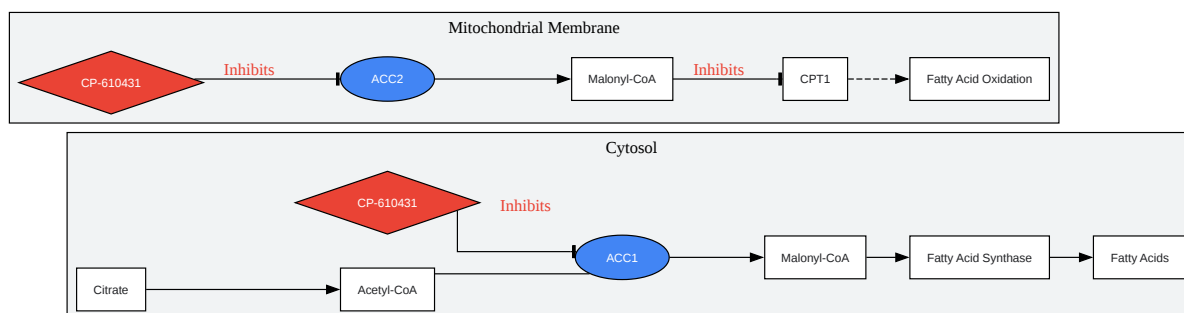 Mitochondrial Membrane
CP-610431
Inhibits
ACC2
Malonyl-CoA
Inhibits
CPT1
Fatty Acid Oxidation
Cytosol
CP-610431
Inhibits
ACC1
Malonyl-CoA
Fatty Acid Synthase
Fatty Acids
Citrate
Acetyl-CoA